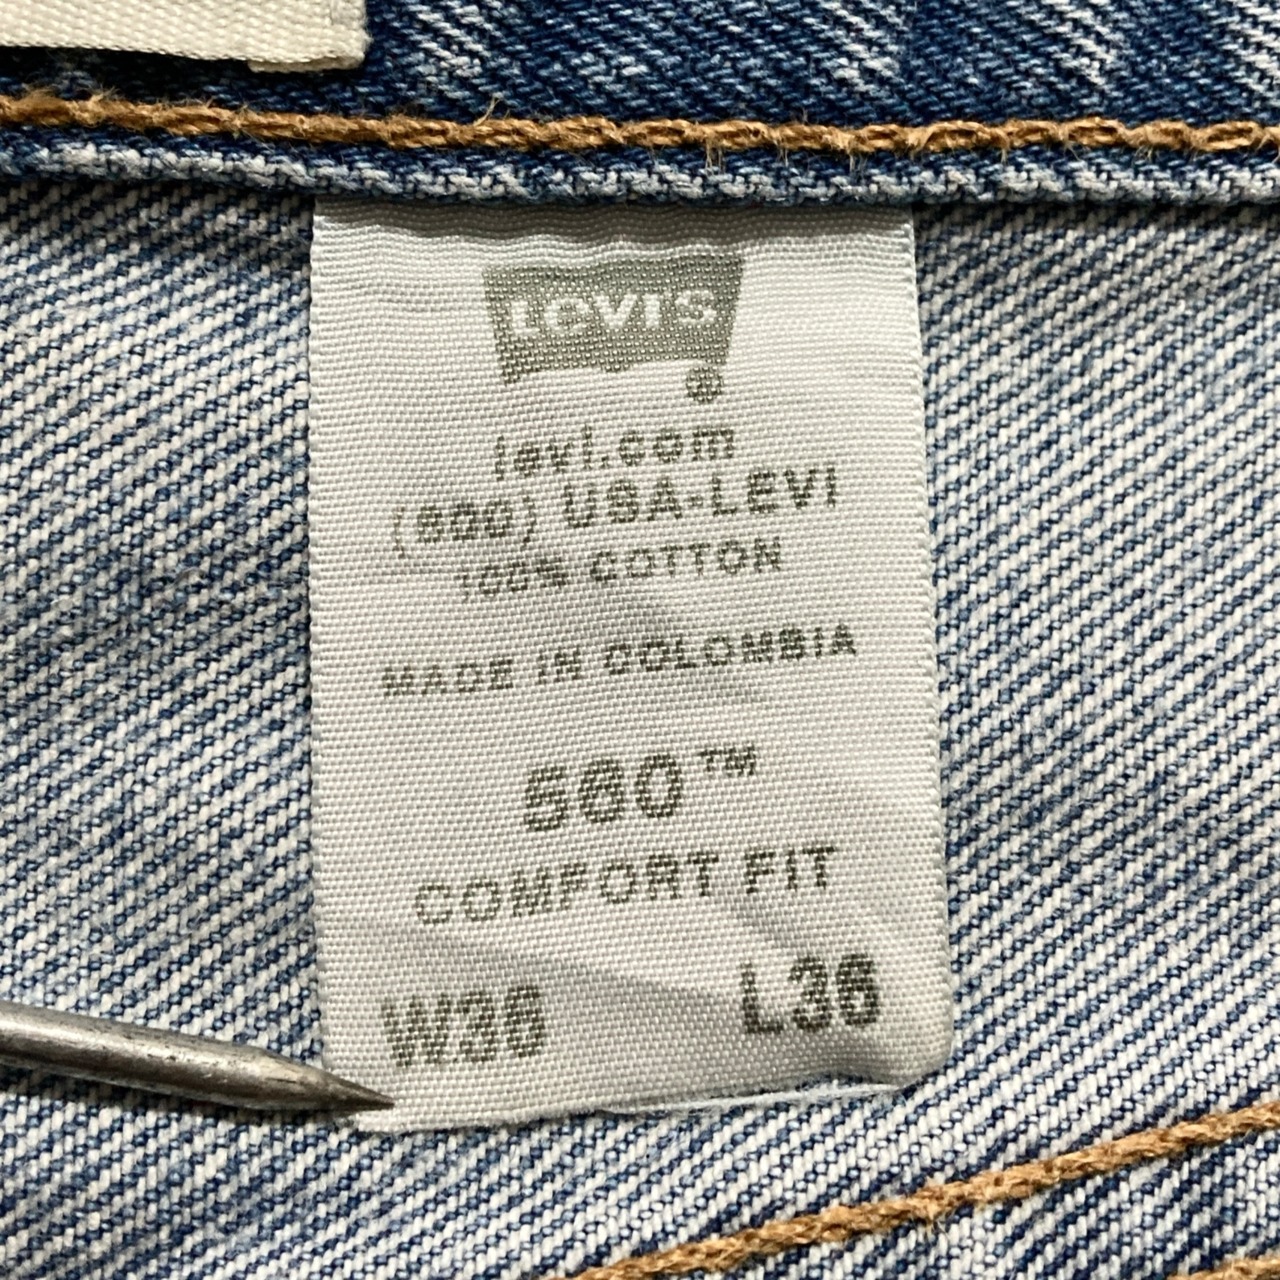 LEVI'S
®
levi.com
(800) USA-LEVI
100% COTTON
MADE IN COLOMBIA
560™
COMFORT FIT
W36 L36